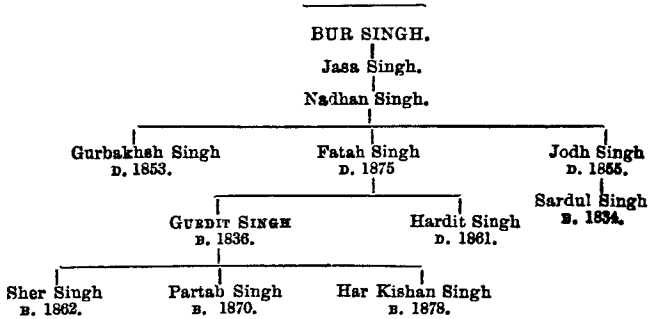 BUR SINGH.
Jasa Singh.
Nadhan Singh.
Gurbakhsh Singh Fatah Singh Jodh Singh
D. 1853. D. 1875 D. 1855.
Sardul Singh
B. 1834.
GURDIT SINGH Hardit Singh
B. 1836. D. 1861.
Sher Singh Partab Singh Har Kishan Singh
B. 1862. B. 1870. B. 1878.